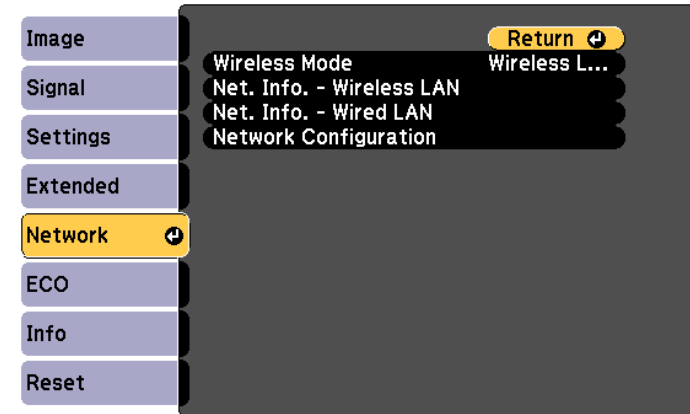 Image
Signal
Settings
Extended
Network
ECO
Info
Reset
Return
Wireless Mode Wireless L...
Net. Info. - Wireless LAN
Net. Info. - Wired LAN
Network Configuration